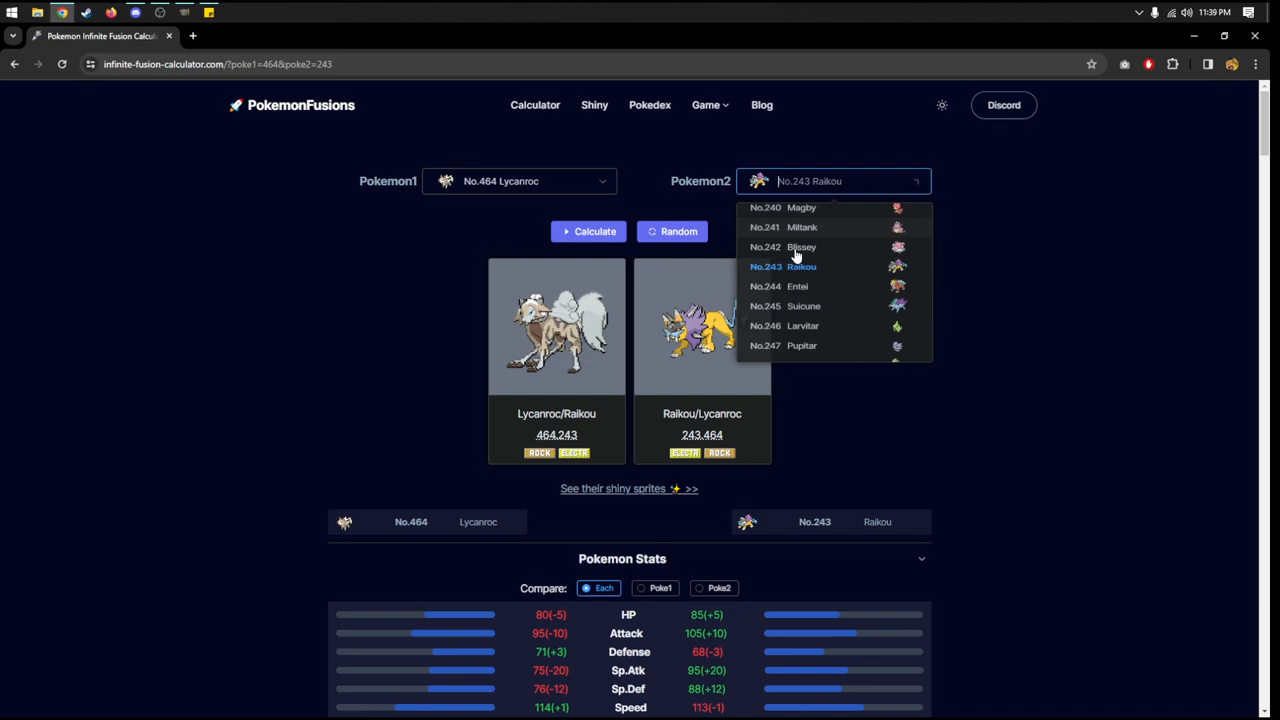 11:39 PM
Pokemon Infinite Fusion Calcul
infinite-fusion-calculator.com/?poke1=464&poke2=243
PokemonFusions
Calculator Shiny Pokedex Game Blog Discord
Pokemon1 No.464 Lycanroc Pokemon2 No.243 Raikou
Calculate Random
No.240 Magby
No.241 Miltank
No.242 Blissey
No.243 Raikou
No.244 Entei
No.245 Suicune
No.246 Larvitar
No.247 Pupitar
Lycanroc/Raikou Raikou/Lycanroc
464.243 243.464
ROCK ELECTR ELECTR ROCK
See their shiny sprites ✨ >>
No.464 Lycanroc No.243 Raikou
Pokemon Stats
Compare: Each Poke1 Poke2
80(-5) HP 85(+5)
95(-10) Attack 105(+10)
71(+3) Defense 68(-3)
75(-20) Sp.Atk 95(+20)
76(-12) Sp.Def 88(+12)
114(+1) Speed 113(-1)